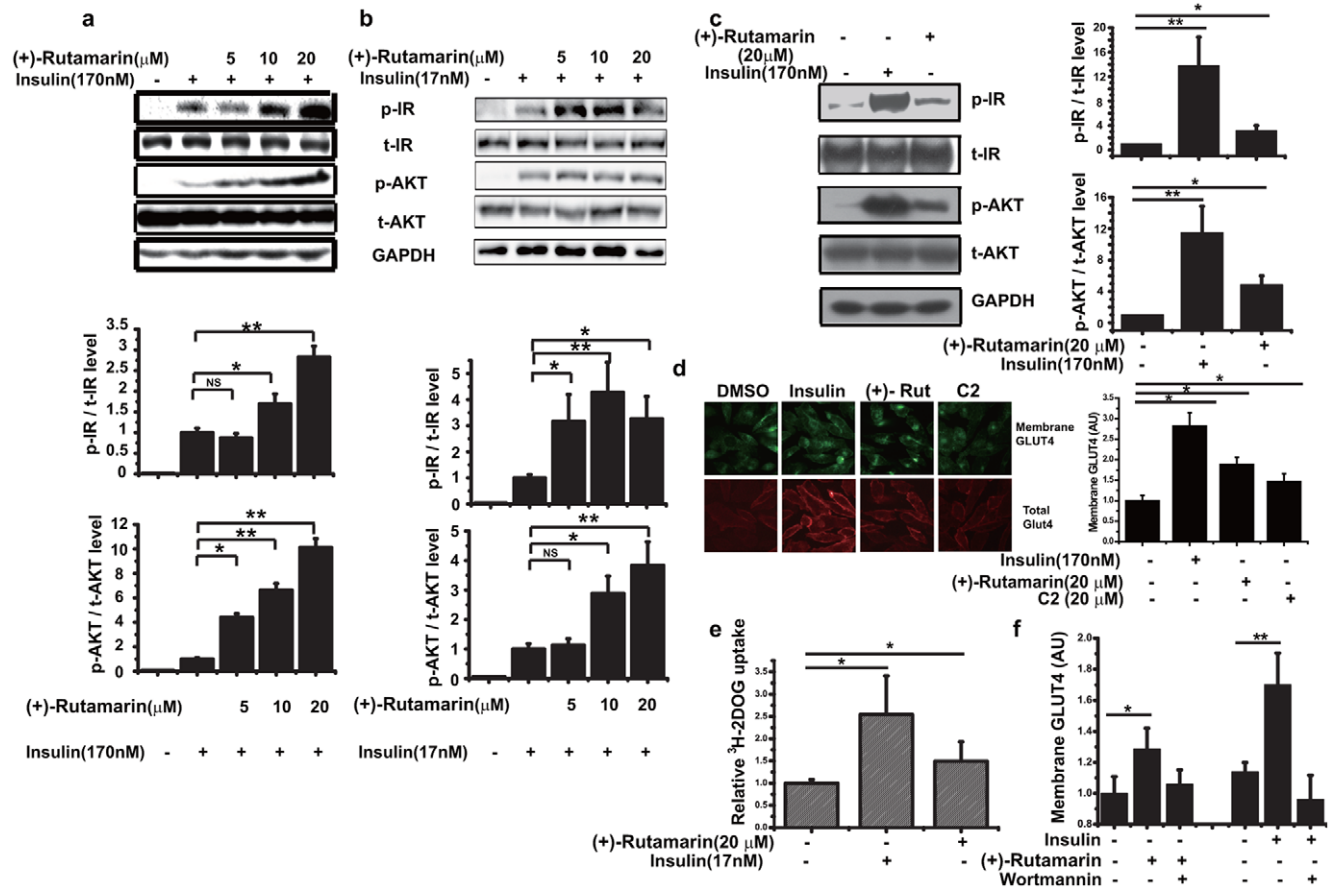 a
(+)-Rutamarin(μM) 5 10 20
Insulin(170nM) - + + + +
b
5 10 20
Insulin(17nM) - + + + +
p-IR
t-IR
p-AKT
t-AKT
GAPDH
p-IR / t-IR level
3.5
3
2.5
2
1.5
1
0.5
0
NS
*
**
p-AKT / t-AKT level
12
10
8
6
4
2
0
*
**
**
(+)-Rutamarin(μM) 5 10 20
Insulin(170nM) - + + + +
p-IR / t-IR level
5
4
3
2
1
0
*
**
*
p-AKT / t-AKT level
5
4
3
2
1
0
NS
*
**
5 10 20
Insulin(17nM) - + + + +
c
(+)-Rutamarin
(20μM) - - +
Insulin(170nM) - + -
p-IR
t-IR
p-AKT
t-AKT
GAPDH
p-IR / t-IR level
20
16
12
8
4
0
**
*
p-AKT / t-AKT level
16
12
8
4
0
**
*
(+)-Rutamarin(20 μM) - - +
Insulin(170nM) - + -
d
DMSO Insulin (+)- Rut C2
Membrane
GLUT4
Total
Glut4
Membrane GLUT4 (AU)
3.5
3.0
2.5
2.0
1.5
1.0
0.5
0.0
*
*
*
Insulin(170nM) - + - -
(+)-Rutamarin(20 μM) - - + -
C2 (20 μM) - - - +
e
Relative ³H-2DOG uptake
3.5
3.0
2.5
2.0
1.5
1.0
0.5
0.0
*
*
(+)-Rutamarin(20 μM) - - +
Insulin(17nM) - + -
f
Membrane GLUT4 (AU)
2.0
1.8
1.6
1.4
1.2
1.0
0.8
*
**
Insulin - - - - + +
(+)-Rutamarin - + + - - -
Wortmannin - - + - - +